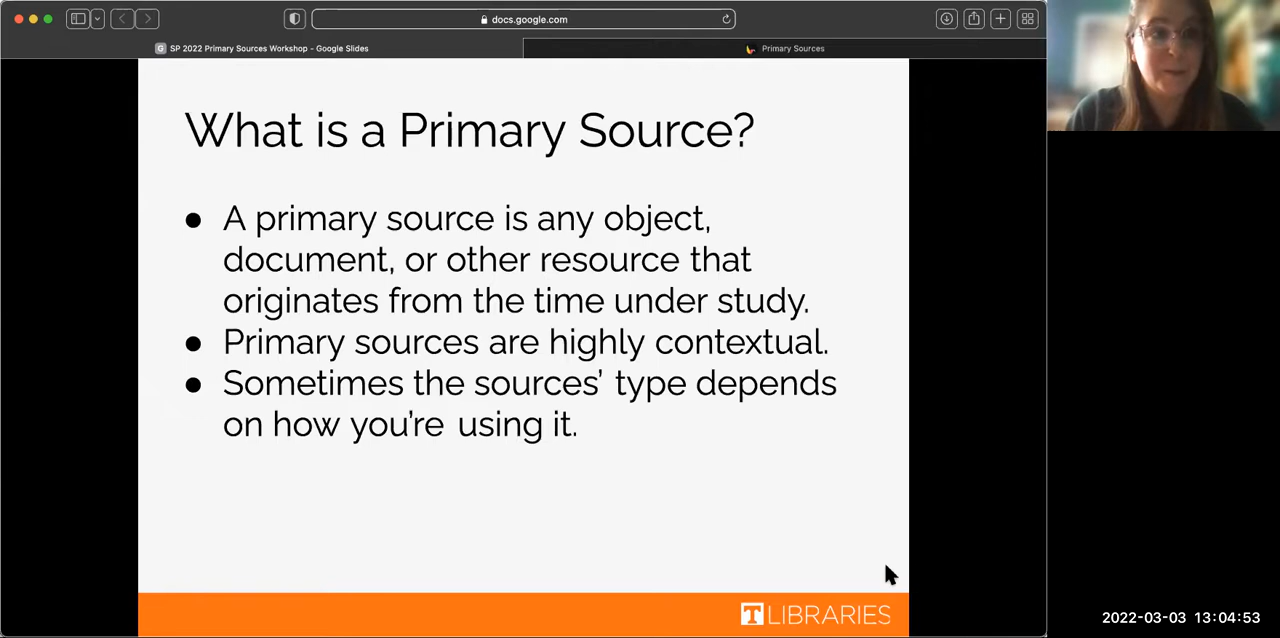 docs.google.com
SP 2022 Primary Sources Workshop - Google Slides
Primary Sources
What is a Primary Source?
● A primary source is any object,
document, or other resource that
originates from the time under study.
● Primary sources are highly contextual.
● Sometimes the sources’ type depends
on how you’re using it.
T LIBRARIES
2022-03-03 13:04:53